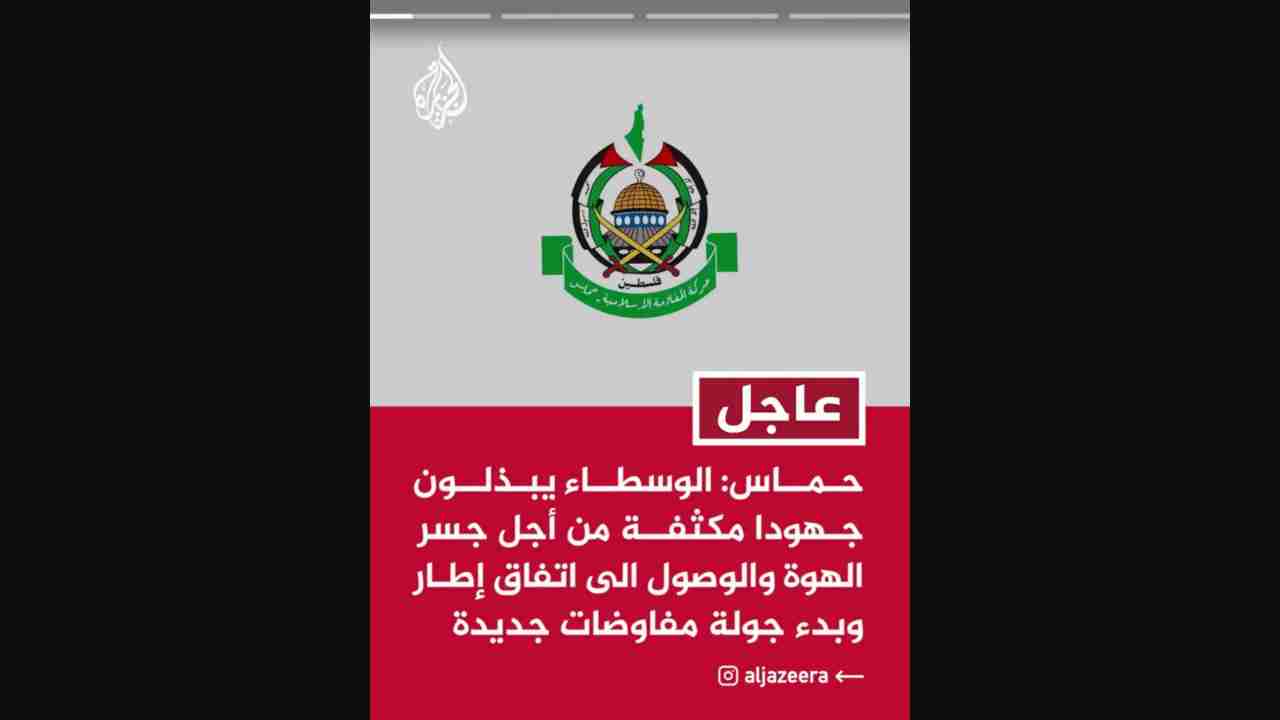 الجزيرة
فلسطين
حركة المقاومة الاسلامية - حماس
عاجل
حماس: الوسطاء يبذلون
جهودا مكثفة من أجل جسر
الهوة والوصول الى اتفاق إطار
وبدء جولة مفاوضات جديدة
aljazeera